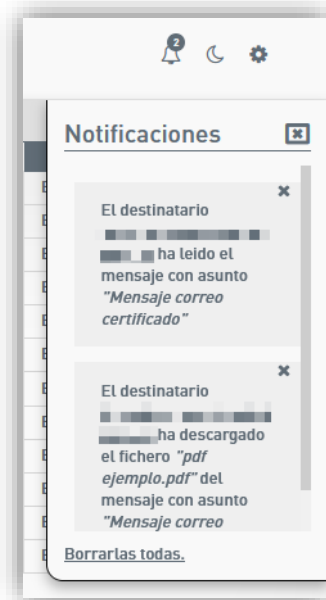 2
Notificaciones
El destinatario
ha leido el
mensaje con asunto
"Mensaje correo
certificado"
El destinatario
ha descargado
el fichero "pdf
ejemplo.pdf" del
mensaje con asunto
"Mensaje correo
Borrarlas todas.